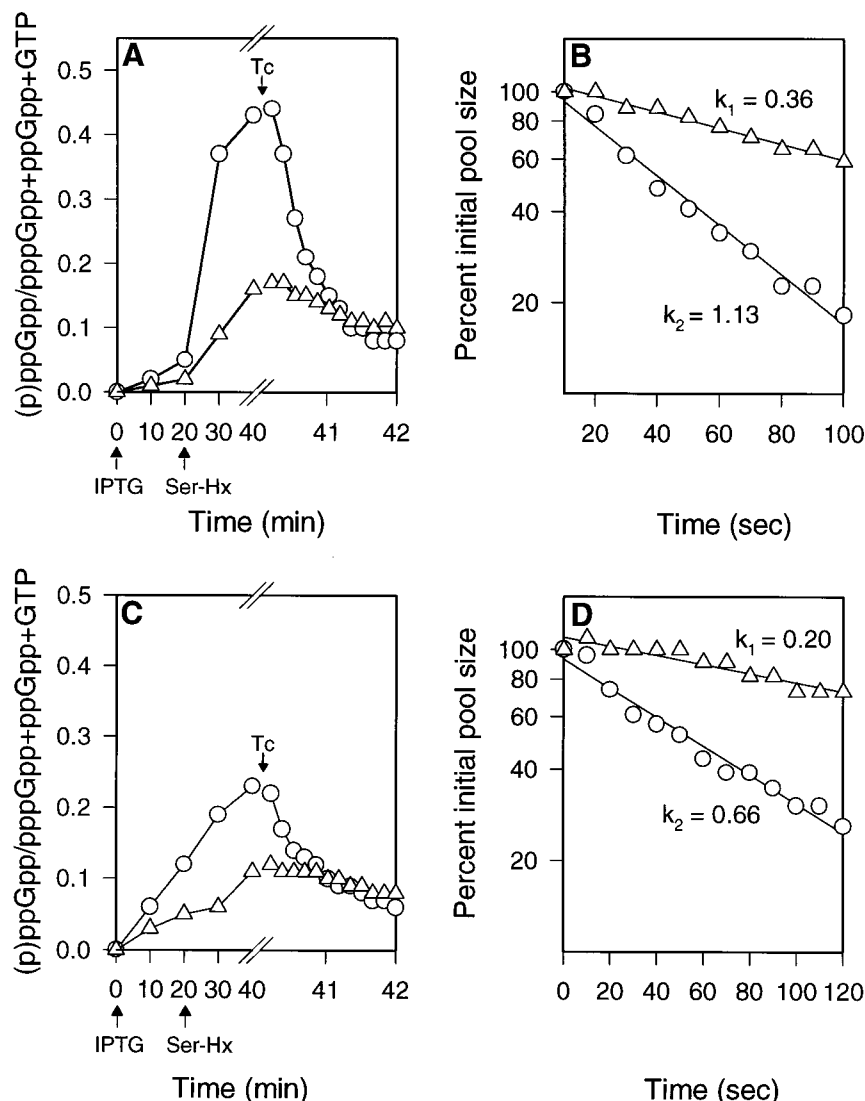 A
(p)ppGpp/pppGpp+ppGpp+GTP
0.5
0.4
0.3
0.2
0.1
0.0
Tc
0 10 20 30 40 41 42
IPTG Ser-Hx
Time (min)
B
Percent initial pool size
100
80
60
40
20
k1 = 0.36
k2 = 1.13
20 40 60 80 100
Time (sec)
C
(p)ppGpp/pppGpp+ppGpp+GTP
0.5
0.4
0.3
0.2
0.1
0.0
Tc
0 10 20 30 40 41 42
IPTG Ser-Hx
Time (min)
D
Percent initial pool size
100
80
60
40
20
k1 = 0.20
k2 = 0.66
0 20 40 60 80 100 120
Time (sec)